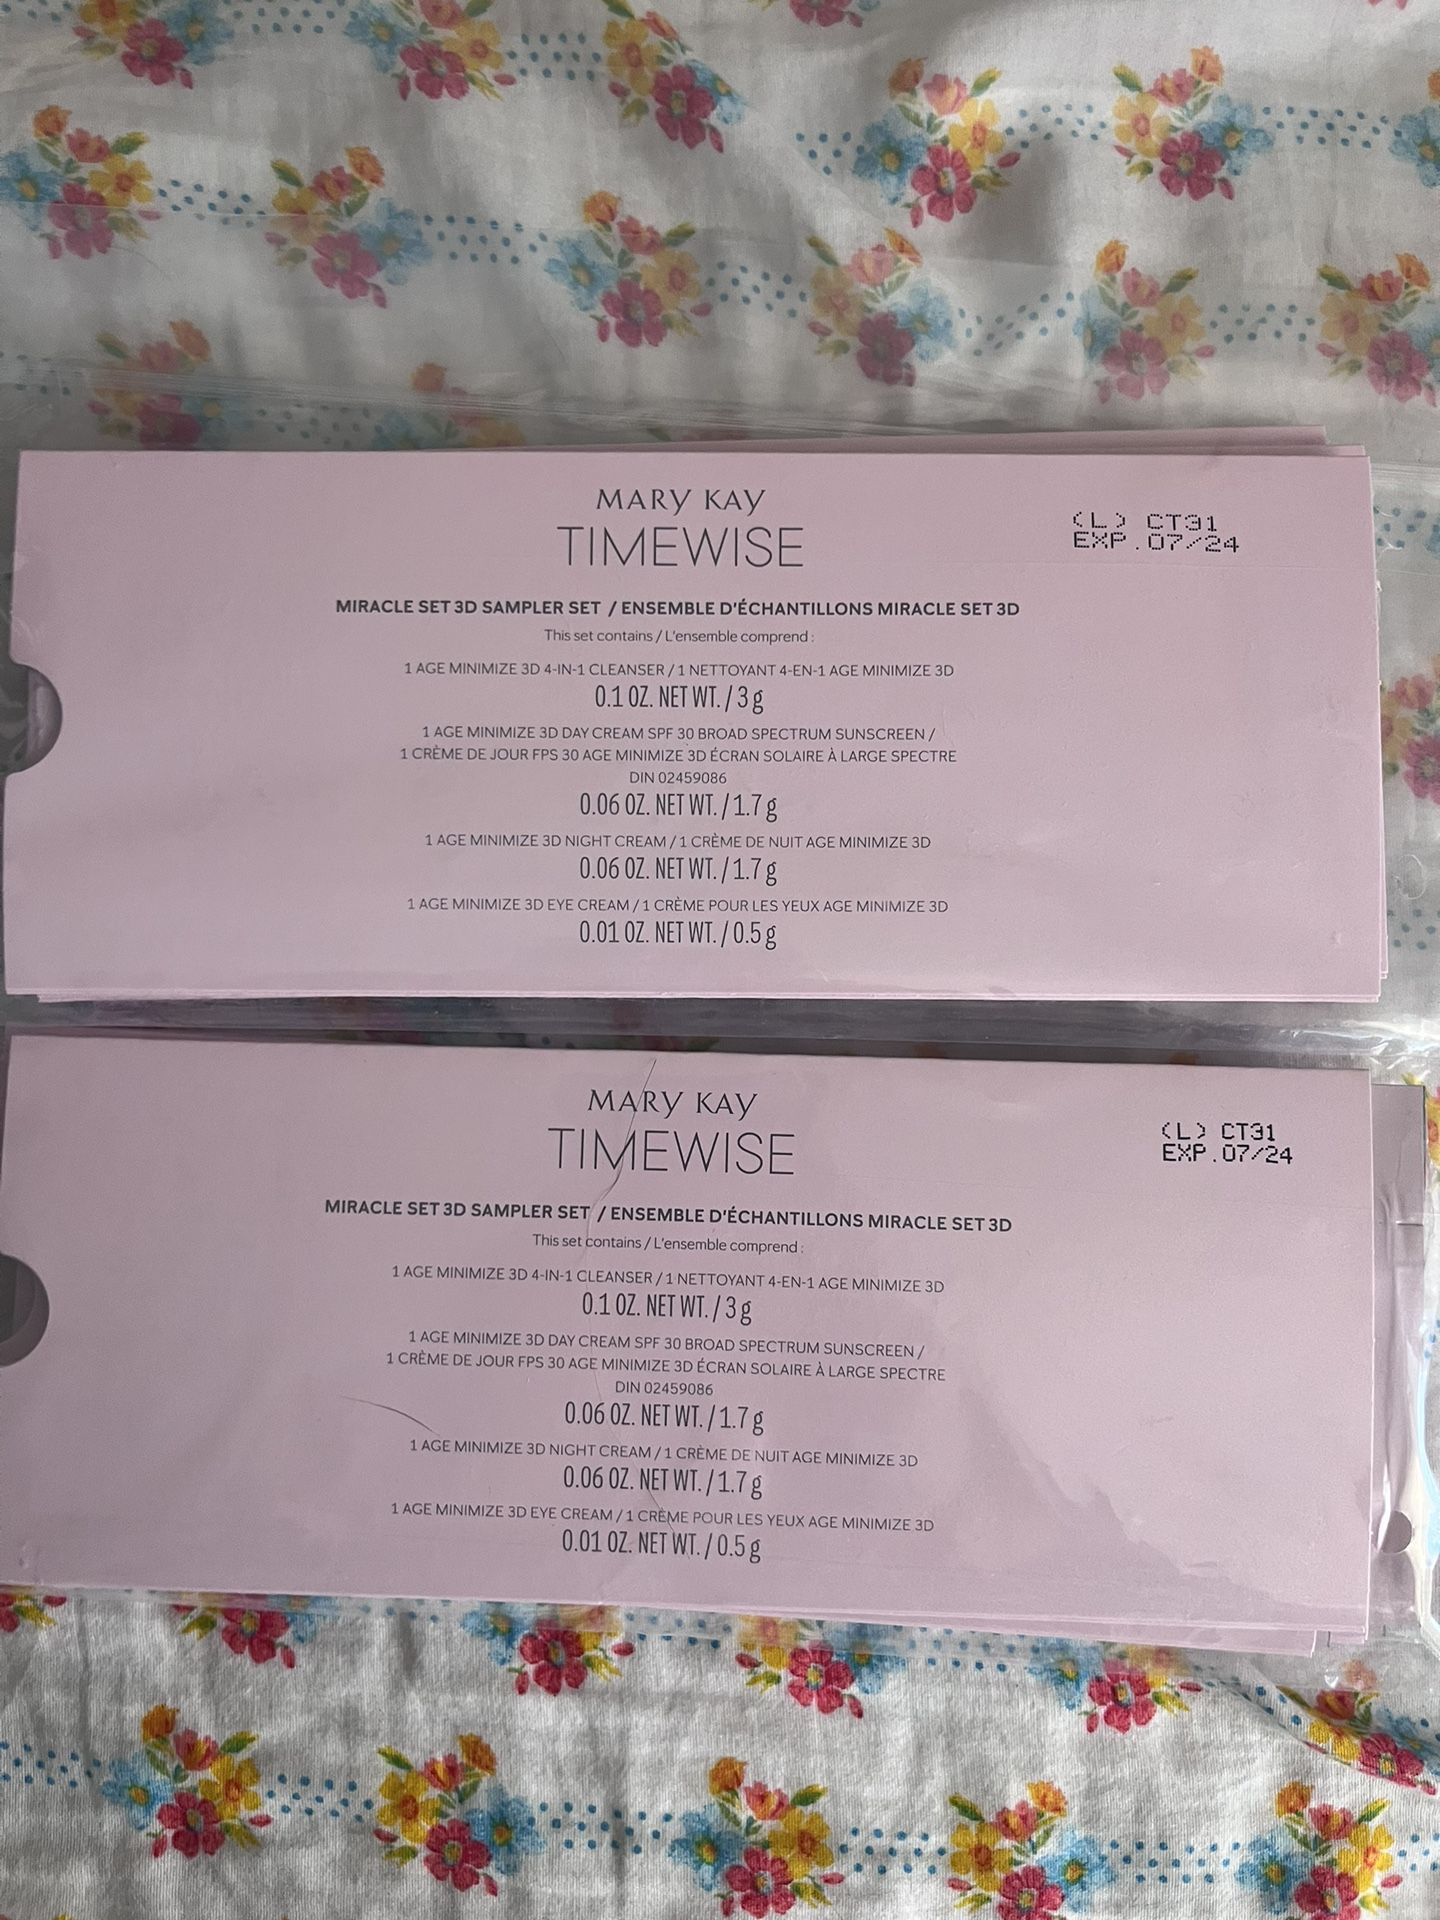 MARY KAY
TIMEWISE
(L) CT31
EXP.07/24
MIRACLE SET 3D SAMPLER SET / ENSEMBLE D'ÉCHANTILLONS MIRACLE SET 3D
This set contains / L'ensemble comprend :
1 AGE MINIMIZE 3D 4-IN-1 CLEANSER / 1 NETTOYANT 4-EN-1 AGE MINIMIZE 3D
0.1 OZ. NET WT. / 3 g
1 AGE MINIMIZE 3D DAY CREAM SPF 30 BROAD SPECTRUM SUNSCREEN /
1 CRÈME DE JOUR FPS 30 AGE MINIMIZE 3D ÉCRAN SOLAIRE À LARGE SPECTRE
DIN 02459086
0.06 OZ. NET WT. / 1.7 g
1 AGE MINIMIZE 3D NIGHT CREAM / 1 CRÈME DE NUIT AGE MINIMIZE 3D
0.06 OZ. NET WT. / 1.7 g
1 AGE MINIMIZE 3D EYE CREAM / 1 CRÈME POUR LES YEUX AGE MINIMIZE 3D
0.01 OZ. NET WT. / 0.5 g
MARY KAY
TIMEWISE
(L) CT31
EXP.07/24
MIRACLE SET 3D SAMPLER SET / ENSEMBLE D'ÉCHANTILLONS MIRACLE SET 3D
This set contains / L'ensemble comprend :
1 AGE MINIMIZE 3D 4-IN-1 CLEANSER / 1 NETTOYANT 4-EN-1 AGE MINIMIZE 3D
0.1 OZ. NET WT. / 3 g
1 AGE MINIMIZE 3D DAY CREAM SPF 30 BROAD SPECTRUM SUNSCREEN /
1 CRÈME DE JOUR FPS 30 AGE MINIMIZE 3D ÉCRAN SOLAIRE À LARGE SPECTRE
DIN 02459086
0.06 OZ. NET WT. / 1.7 g
1 AGE MINIMIZE 3D NIGHT CREAM / 1 CRÈME DE NUIT AGE MINIMIZE 3D
0.06 OZ. NET WT. / 1.7 g
1 AGE MINIMIZE 3D EYE CREAM / 1 CRÈME POUR LES YEUX AGE MINIMIZE 3D
0.01 OZ. NET WT. / 0.5 g